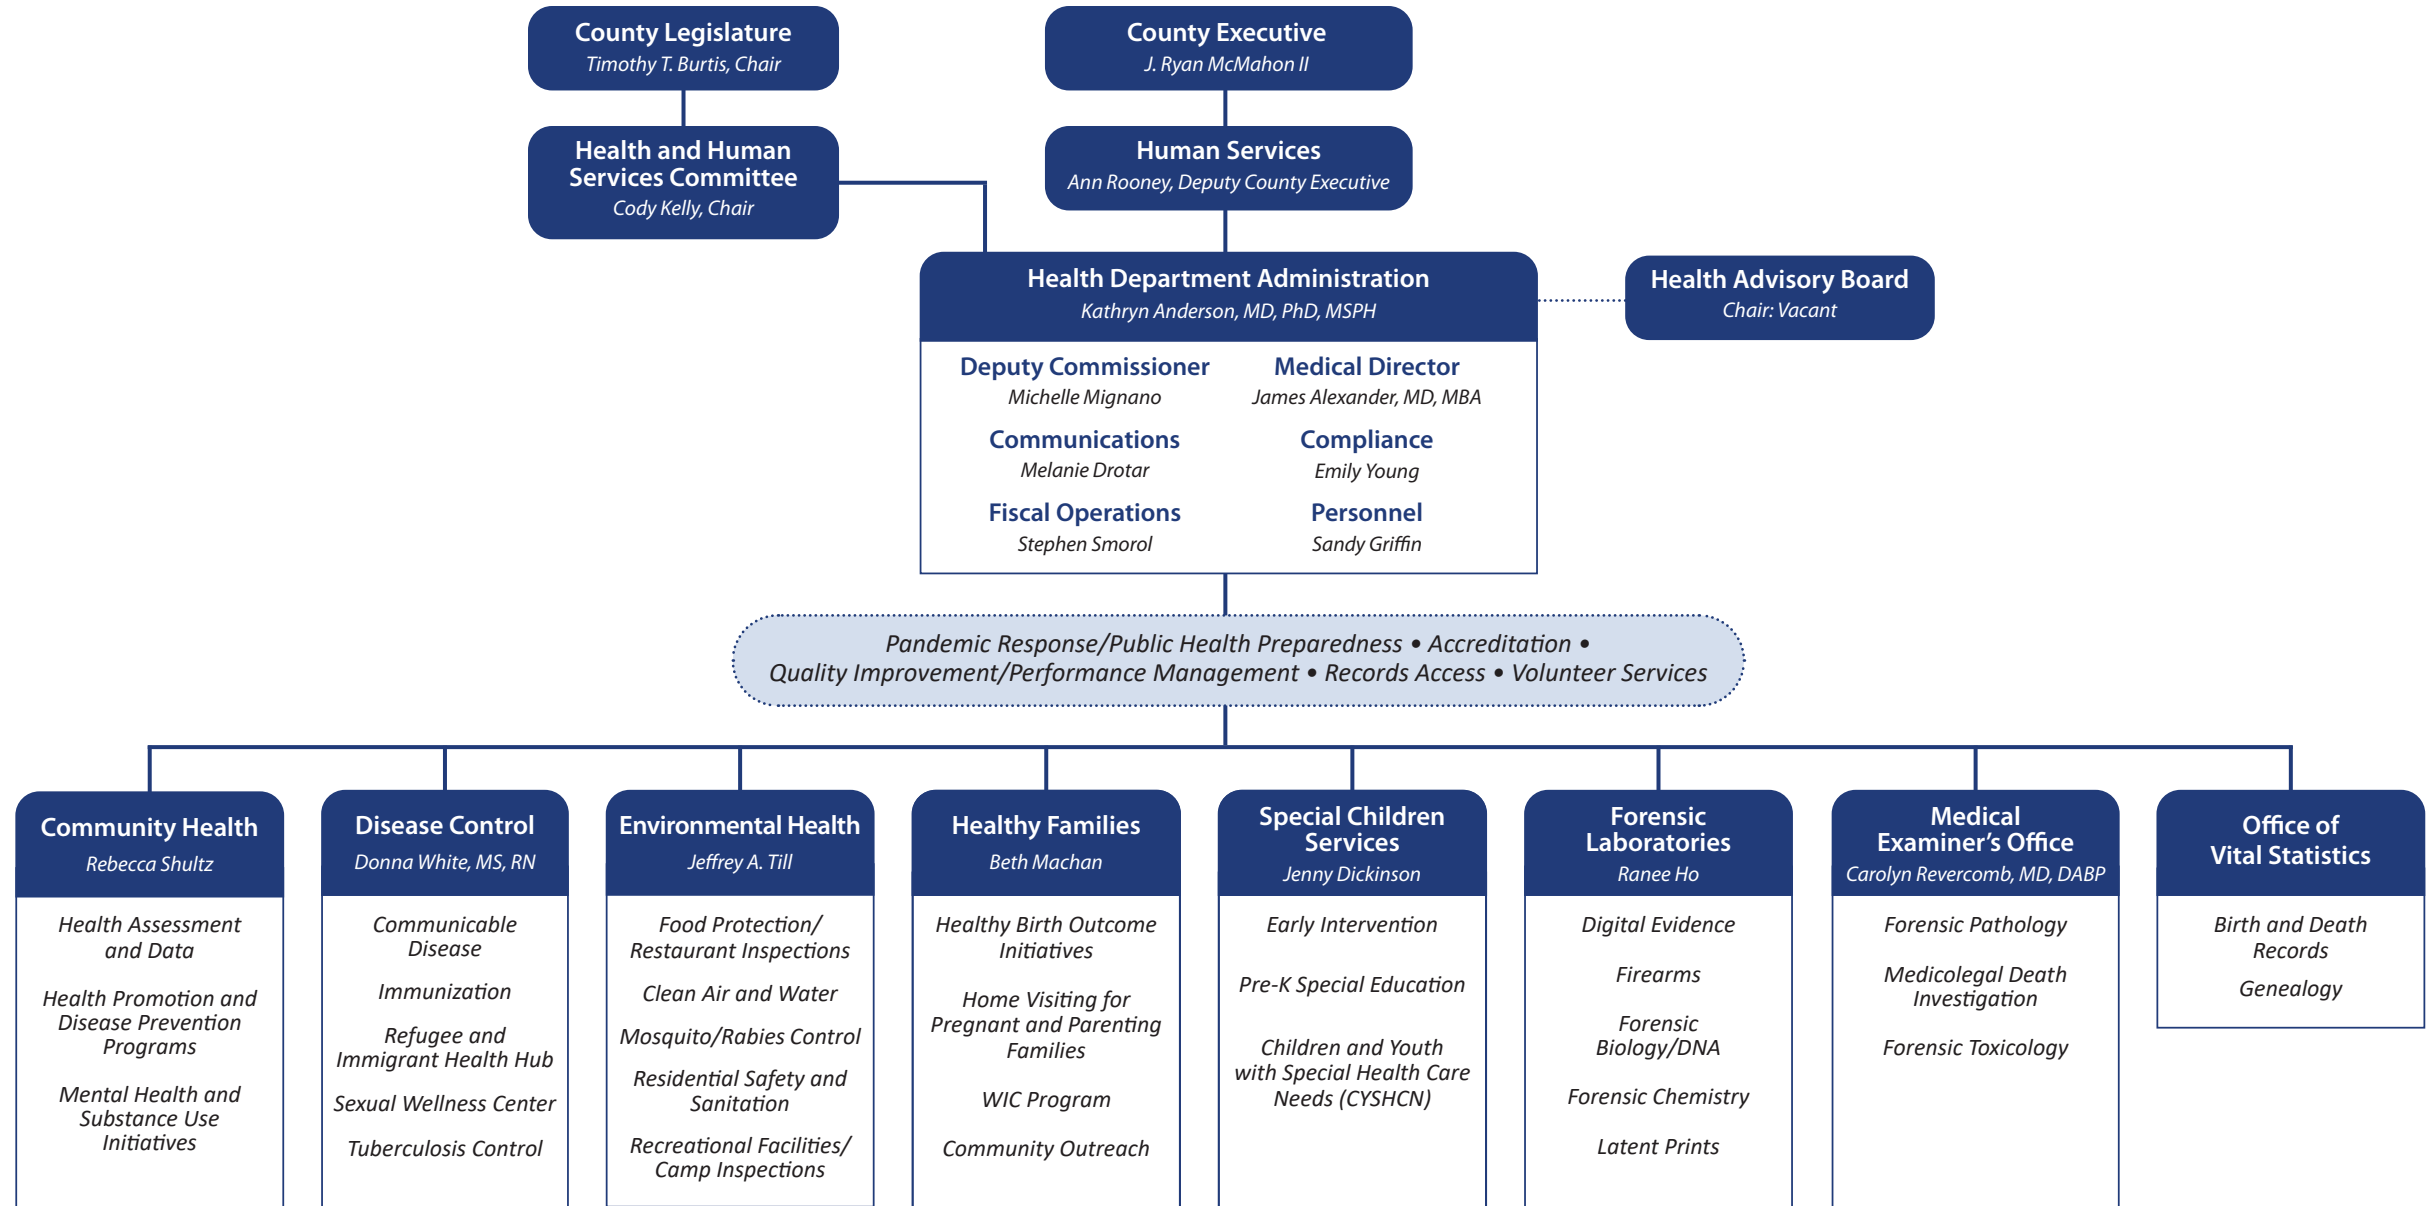 County Legislature
Timothy T. Burtis, Chair
County Executive
J. Ryan McMahon II
Health and Human
Services Committee
Cody Kelly, Chair
Human Services
Ann Rooney, Deputy County Executive
Health Department Administration
Kathryn Anderson, MD, PhD, MSPH
Health Advisory Board
Chair: Vacant
Deputy Commissioner
Michelle Mignano
Medical Director
James Alexander, MD, MBA
Communications
Melanie Drotar
Compliance
Emily Young
Fiscal Operations
Stephen Smorol
Personnel
Sandy Griffin
Pandemic Response/Public Health Preparedness • Accreditation •
Quality Improvement/Performance Management • Records Access • Volunteer Services
Community Health
Rebecca Shultz
Health Assessment
and Data
Health Promotion and
Disease Prevention
Programs
Mental Health and
Substance Use
Initiatives
Disease Control
Donna White, MS, RN
Communicable
Disease
Immunization
Refugee and
Immigrant Health Hub
Sexual Wellness Center
Tuberculosis Control
Environmental Health
Jeffrey A. Till
Food Protection/
Restaurant Inspections
Clean Air and Water
Mosquito/Rabies Control
Residential Safety and
Sanitation
Recreational Facilities/
Camp Inspections
Healthy Families
Beth Machan
Healthy Birth Outcome
Initiatives
Home Visiting for
Pregnant and Parenting
Families
WIC Program
Community Outreach
Special Children
Services
Jenny Dickinson
Early Intervention
Pre-K Special Education
Children and Youth
with Special Health Care
Needs (CYSHCN)
Forensic
Laboratories
Ranee Ho
Digital Evidence
Firearms
Forensic
Biology/DNA
Forensic Chemistry
Latent Prints
Medical
Examiner's Office
Carolyn Revercomb, MD, DABP
Forensic Pathology
Medicolegal Death
Investigation
Forensic Toxicology
Office of
Vital Statistics
Birth and Death
Records
Genealogy